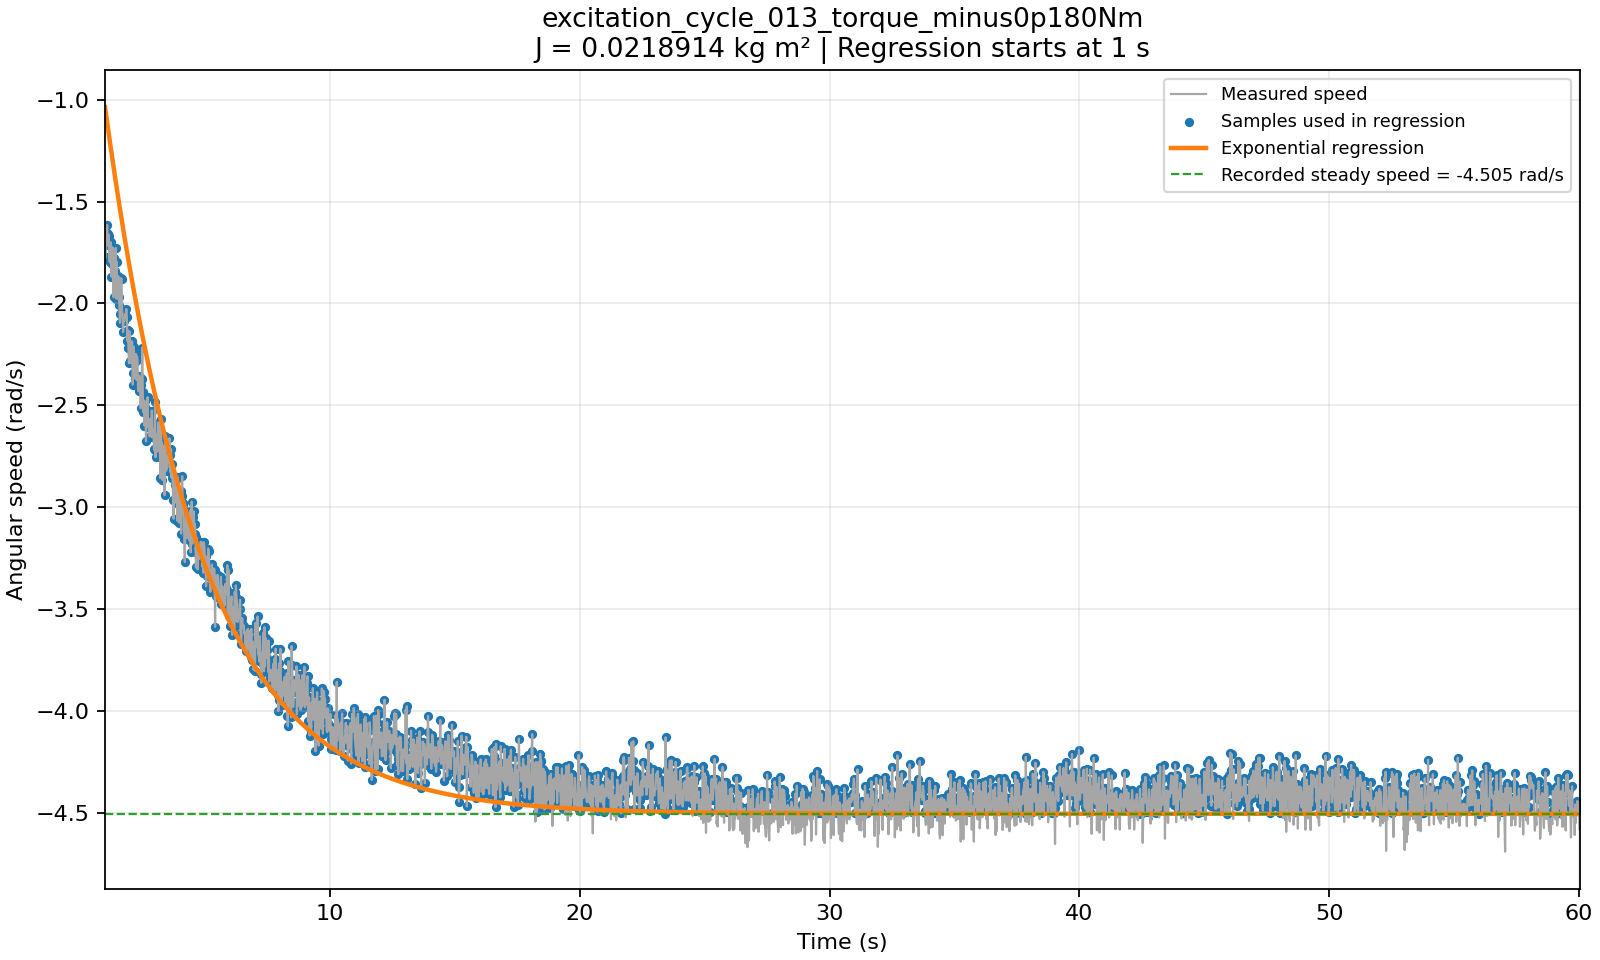 excitation_cycle_013_torque_minus0p180Nm
J = 0.0218914 kg m² | Regression starts at 1 s
Measured speed
Samples used in regression
Exponential regression
Recorded steady speed = -4.505 rad/s
Angular speed (rad/s)
−1.0
−1.5
−2.0
−2.5
−3.0
−3.5
−4.0
−4.5
10
20
30
40
50
60
Time (s)